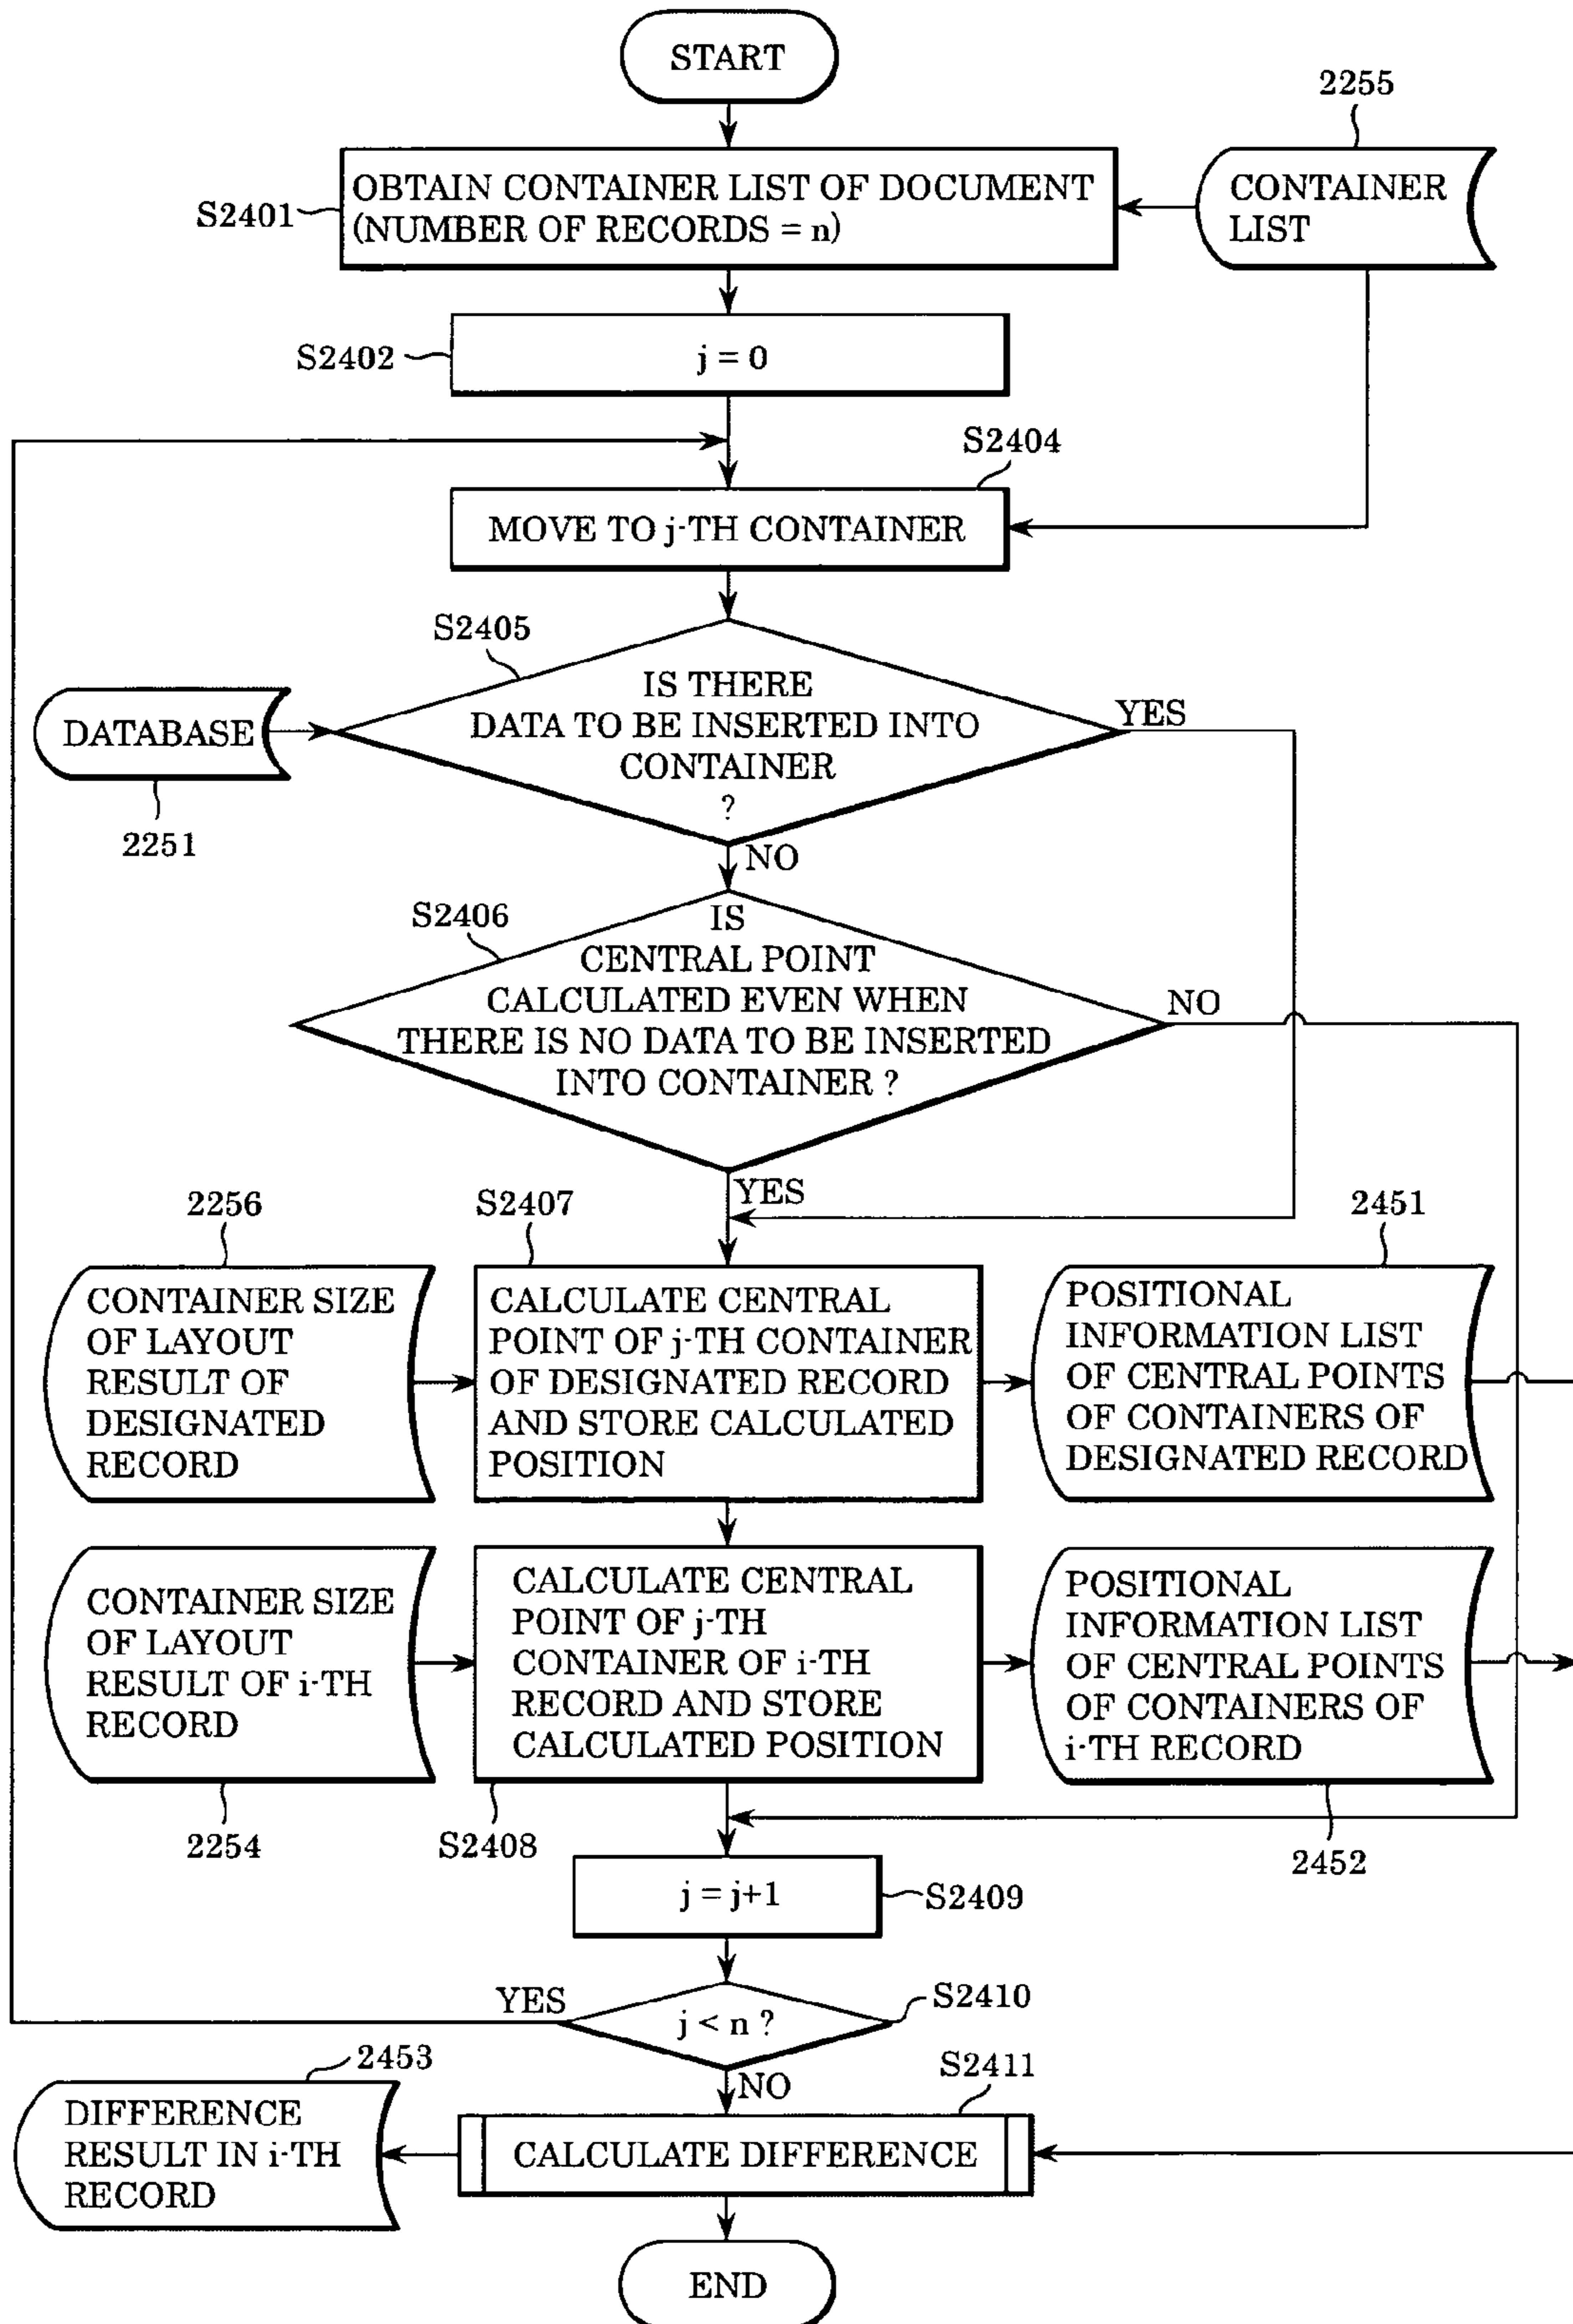 START
2255
OBTAIN CONTAINER LIST OF DOCUMENT
(NUMBER OF RECORDS = n)
S2401
CONTAINER
LIST
S2402
j = 0
S2404
MOVE TO j-TH CONTAINER
S2405
IS THERE
DATA TO BE INSERTED INTO
CONTAINER
?
YES
DATABASE
2251
NO
S2406
IS
CENTRAL POINT
CALCULATED EVEN WHEN
THERE IS NO DATA TO BE INSERTED
INTO CONTAINER ?
NO
YES
2256
S2407
2451
CONTAINER SIZE
OF LAYOUT
RESULT OF
DESIGNATED
RECORD
CALCULATE CENTRAL
POINT OF j-TH CONTAINER
OF DESIGNATED RECORD
AND STORE CALCULATED
POSITION
POSITIONAL
INFORMATION LIST
OF CENTRAL POINTS
OF CONTAINERS OF
DESIGNATED RECORD
CONTAINER SIZE
OF LAYOUT
RESULT OF i-TH
RECORD
CALCULATE CENTRAL
POINT OF j-TH
CONTAINER OF i-TH
RECORD AND STORE
CALCULATED POSITION
POSITIONAL
INFORMATION LIST
OF CENTRAL POINTS
OF CONTAINERS OF
i-TH RECORD
2254
S2408
2452
j = j+1
S2409
YES
j < n ?
S2410
2453
NO
S2411
DIFFERENCE
RESULT IN i-TH
RECORD
CALCULATE DIFFERENCE
END